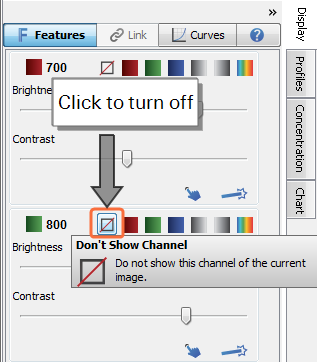 »
F Features
Link
Curves
?
Display
Profiles
Concentration
Chart
700
Brightne
Click to turn off
Contrast
800
Brightness
Don't Show Channel
Do not show this channel of the current
image.
Contrast